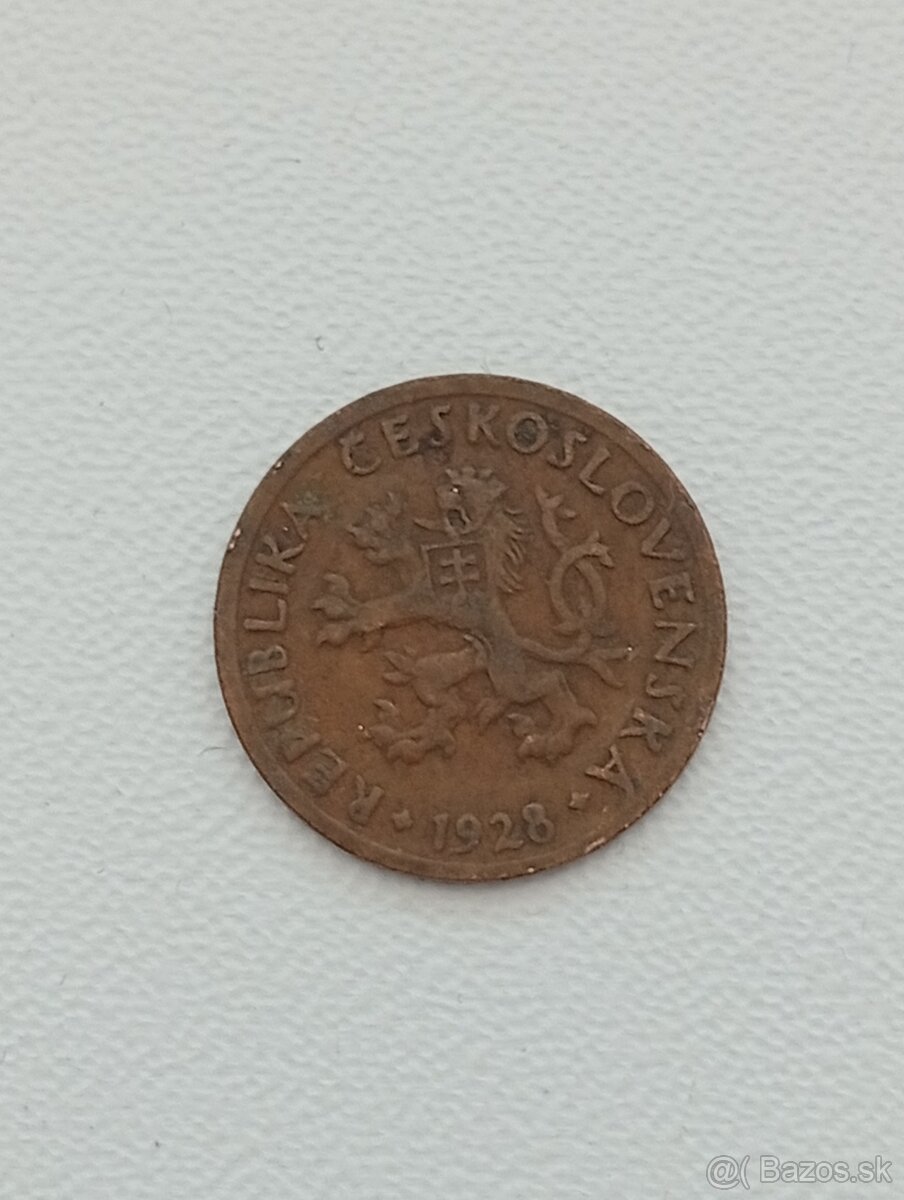 REPUBLIKA ČESKOSLOVENSKÁ
1928
@( Bazos.sk